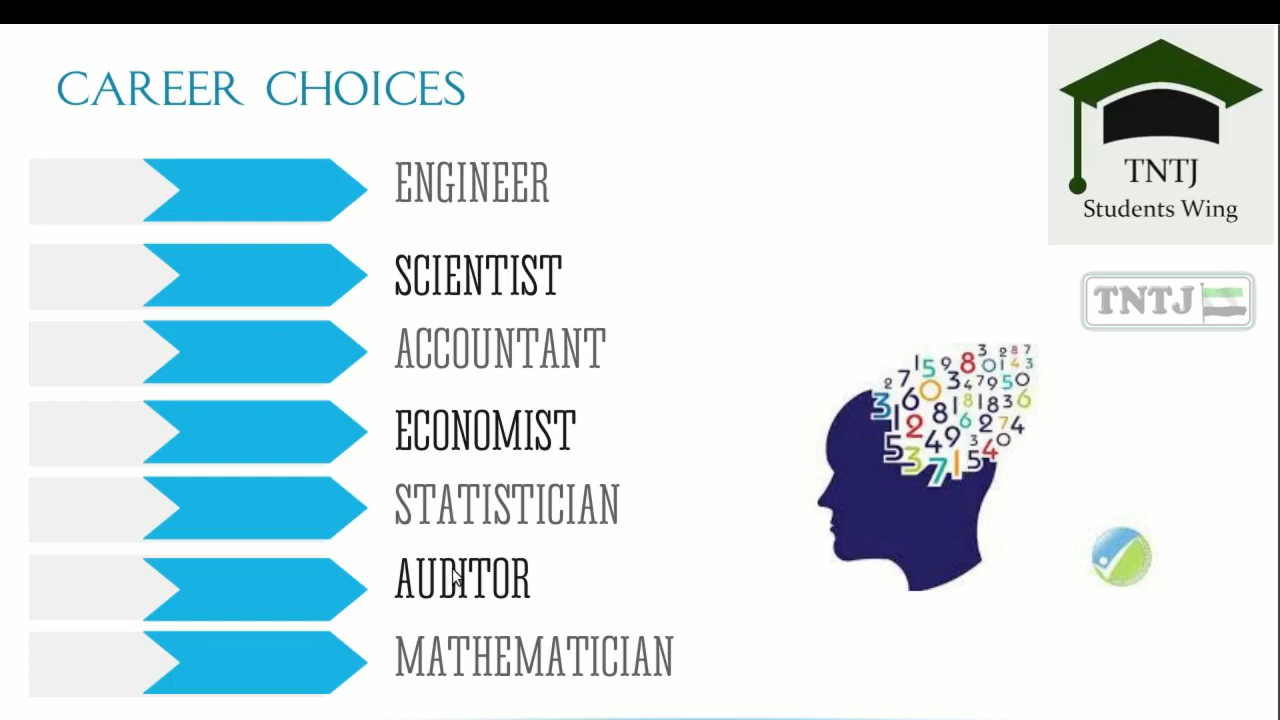 CAREER CHOICES
ENGINEER
SCIENTIST
ACCOUNTANT
ECONOMIST
STATISTICIAN
AUDITOR
MATHEMATICIAN
TNTJ
Students Wing
TNTJ